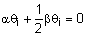 αθᵢ + 1/2 βθᵢ = 0